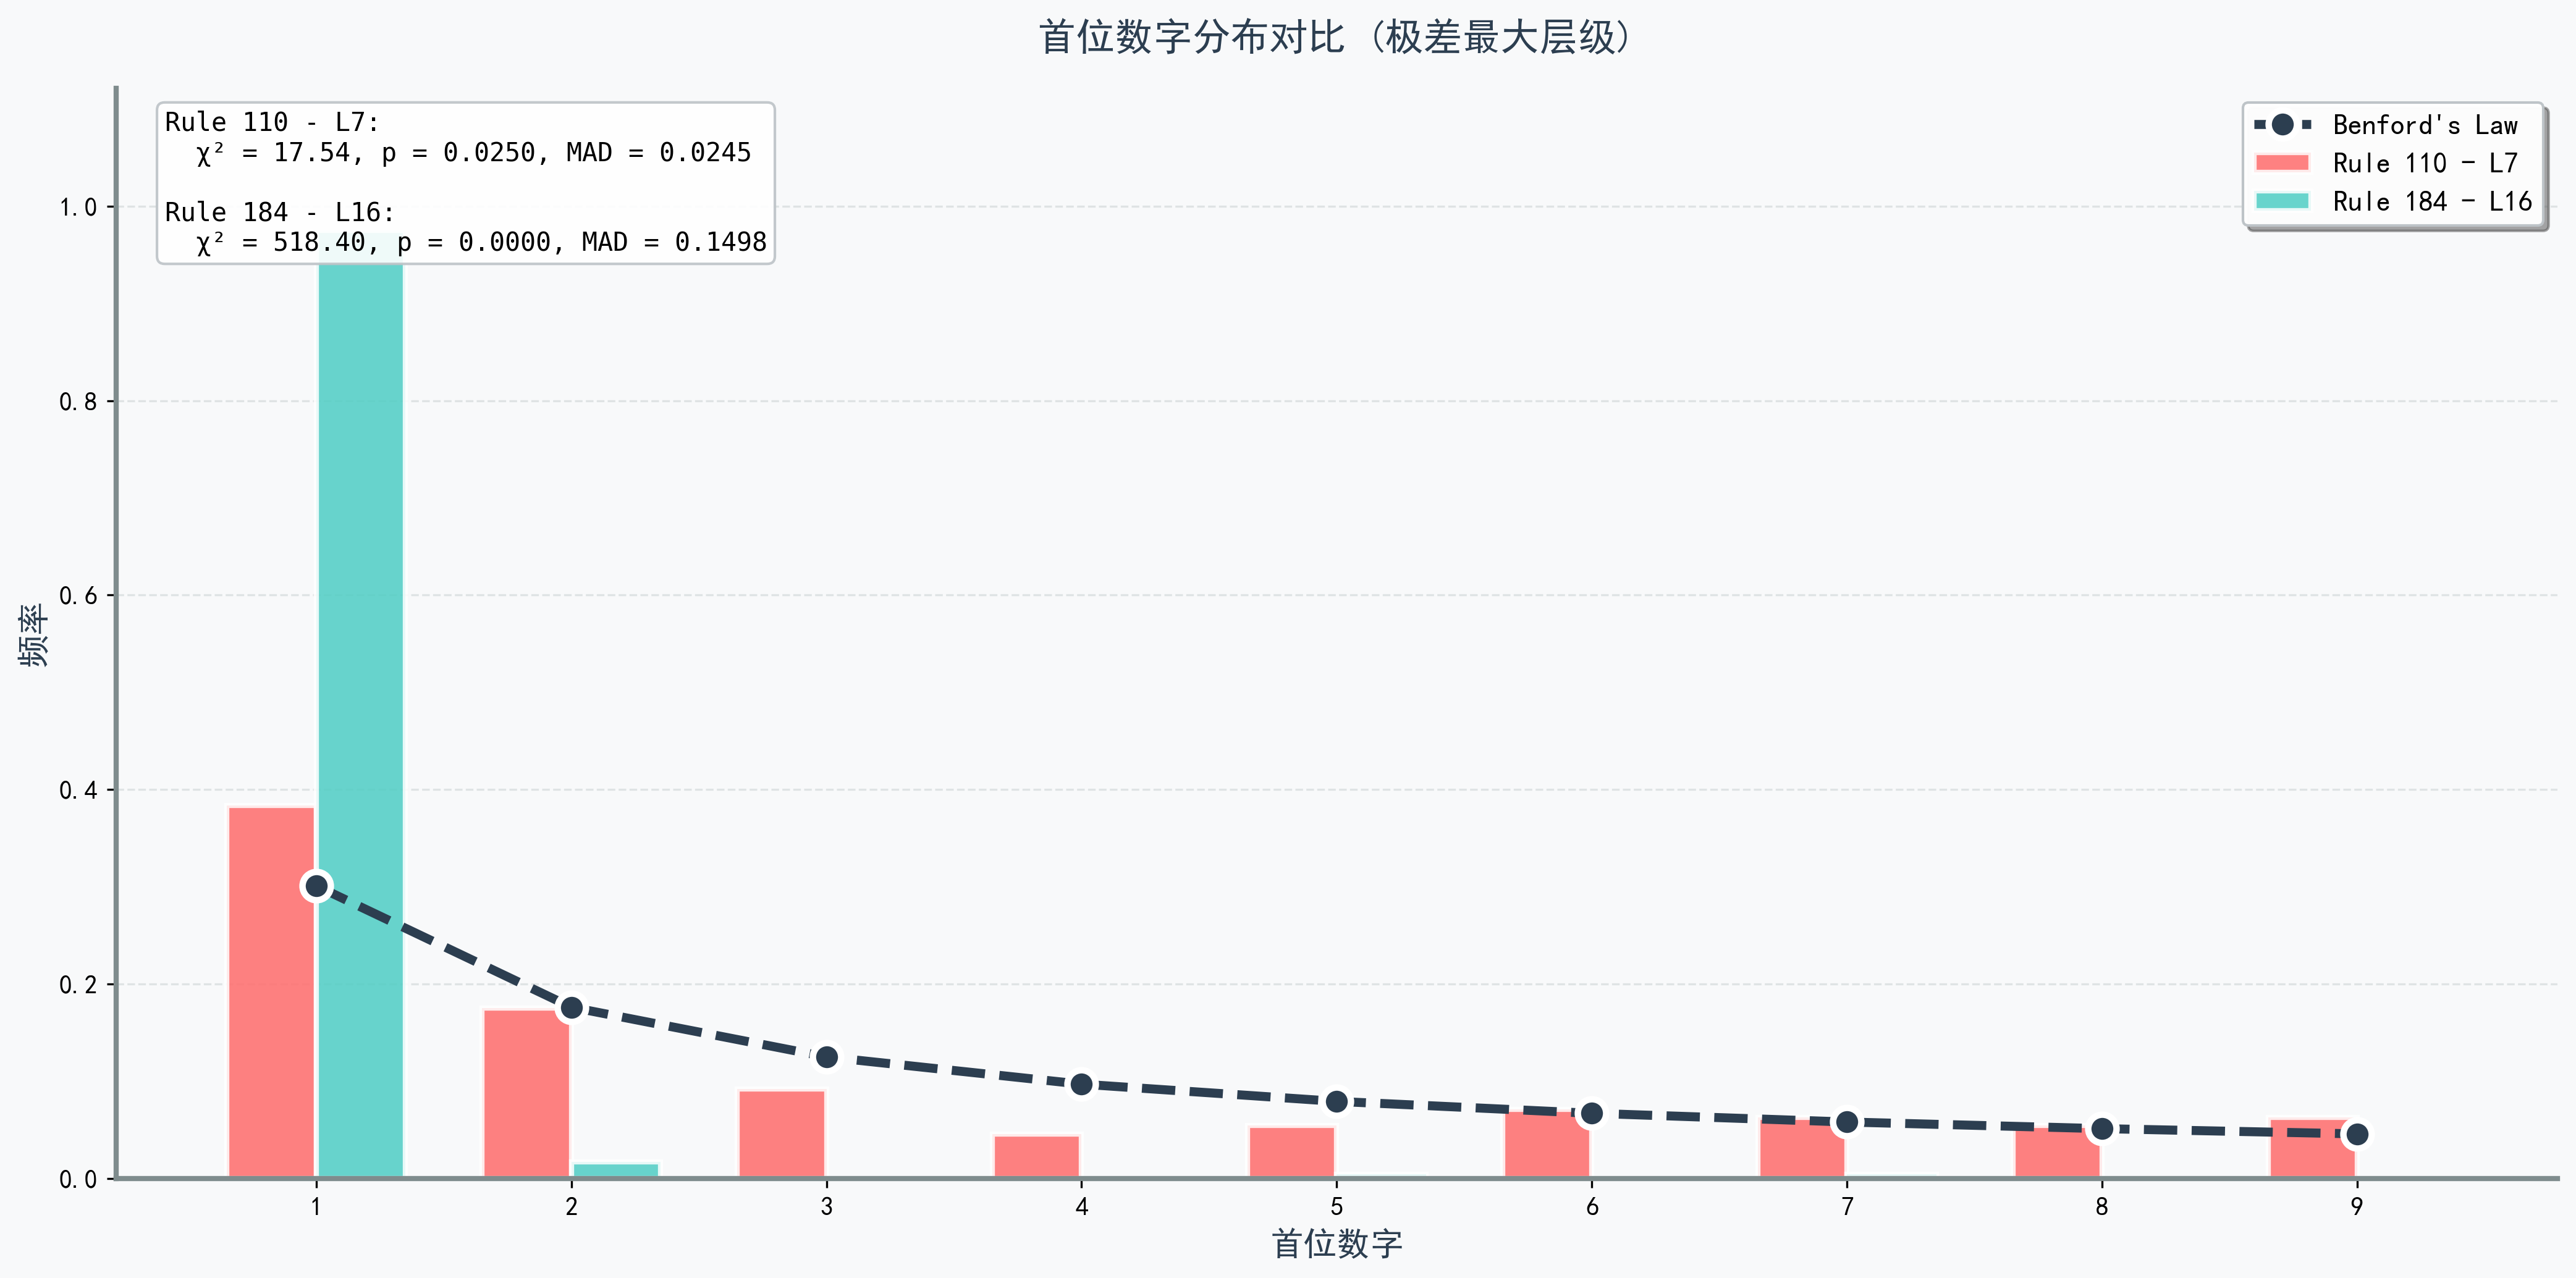 首位数字分布对比 (极差最大层级)
Rule 110 - L7:
χ² = 17.54, p = 0.0250, MAD = 0.0245
Rule 184 - L16:
χ² = 518.40, p = 0.0000, MAD = 0.1498
Benford's Law
Rule 110 - L7
Rule 184 - L16
频率
1.0
0.8
0.6
0.4
0.2
0.0
1 2 3 4 5 6 7 8 9
首位数字